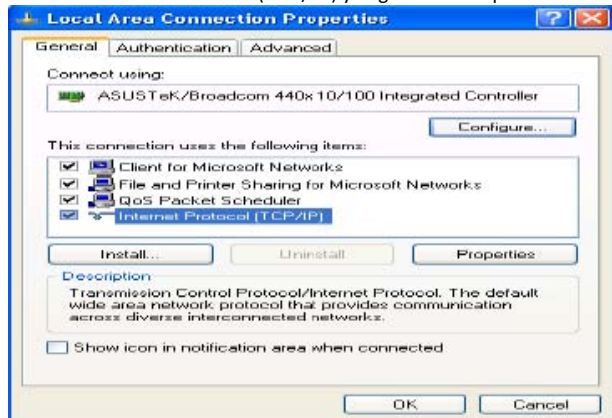 Local Area Connection Properties
General Authentication Advanced
Connect using:
ASUSTeK/Broadcom 440x 10/100 Integrated Controller
Configure...
This connection uses the following items:
Client for Microsoft Networks
File and Printer Sharing for Microsoft Networks
QoS Packet Scheduler
Internet Protocol (TCP/IP)
Install... Uninstall Properties
Description
Transmission Control Protocol/Internet Protocol. The default
wide area network protocol that provides communication
across diverse interconnected networks.
Show icon in notification area when connected
OK Cancel